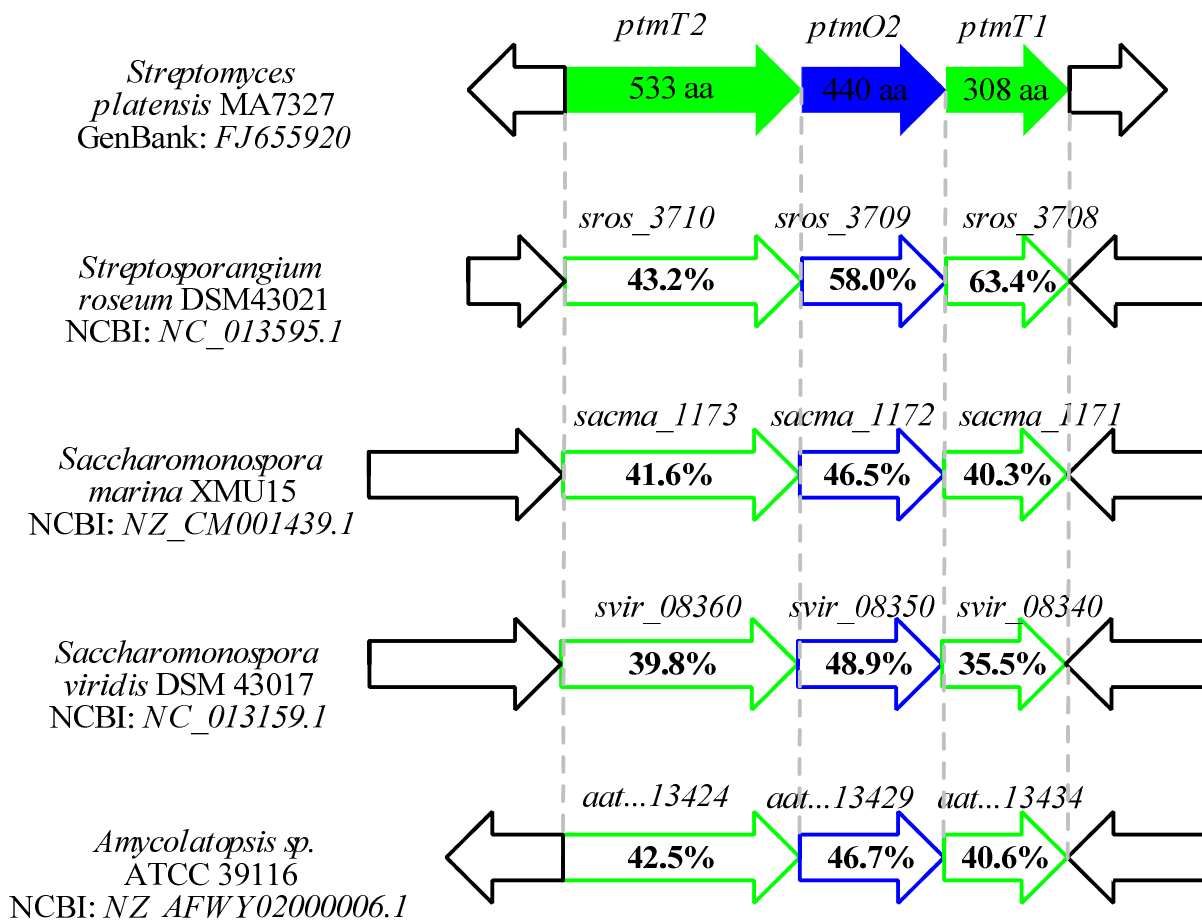 ptmT2 ptmO2 ptmT1
Streptomyces
platensis MA7327
GenBank: FJ655920
533 aa 440 aa 308 aa
sros_3710 sros_3709 sros_3708
Streptosporangium
roseum DSM43021
NCBI: NC_013595.1
43.2% 58.0% 63.4%
sacma_1173 sacma_1172 sacma_1171
Saccharomonospora
marina XMU15
NCBI: NZ_CM001439.1
41.6% 46.5% 40.3%
svir_08360 svir_08350 svir_08340
Saccharomonospora
viridis DSM 43017
NCBI: NC_013159.1
39.8% 48.9% 35.5%
aat...13424 aat...13429 aat...13434
Amycolatopsis sp.
ATCC 39116
NCBI: NZ_AFWY02000006.1
42.5% 46.7% 40.6%